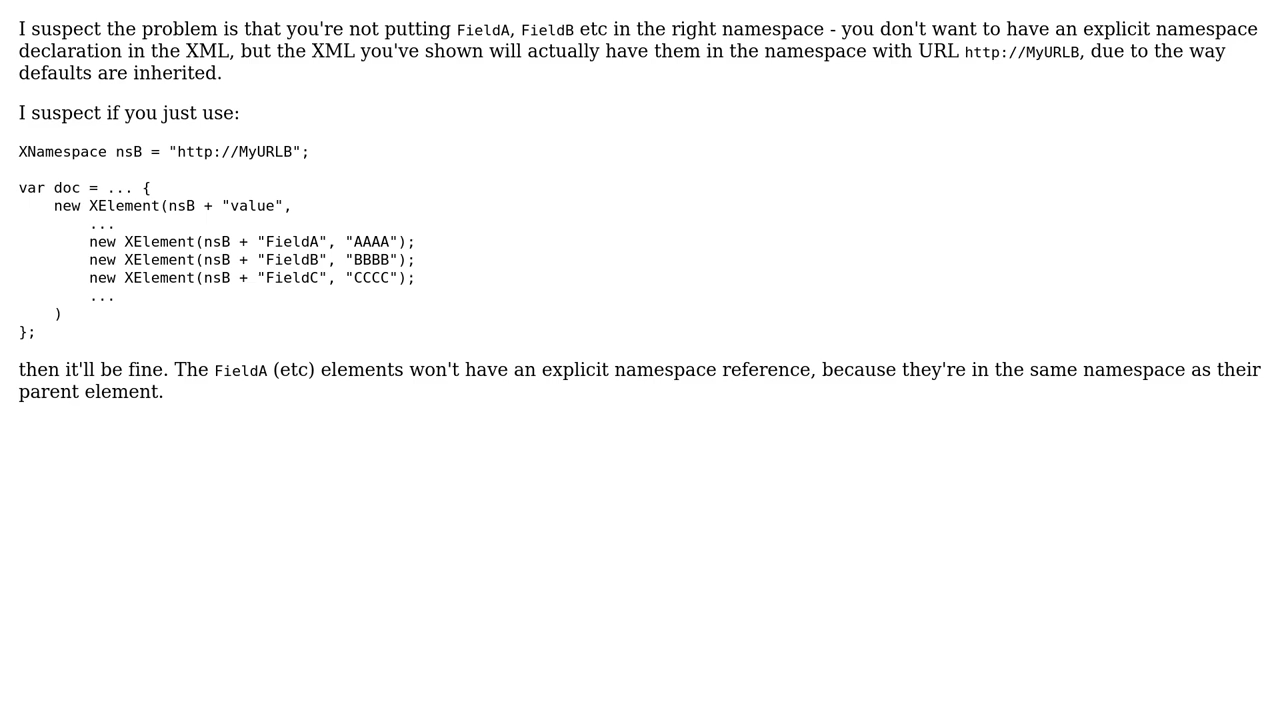 I suspect the problem is that you're not putting FieldA, FieldB etc in the right namespace - you don't want to have an explicit namespace
declaration in the XML, but the XML you've shown will actually have them in the namespace with URL http://MyURLB, due to the way
defaults are inherited.
I suspect if you just use:
XNamespace nsB = "http://MyURLB";
var doc = ... {
    new XElement(nsB + "value",
        ...
        new XElement(nsB + "FieldA", "AAAA");
        new XElement(nsB + "FieldB", "BBBB");
        new XElement(nsB + "FieldC", "CCCC");
        ...
    )
};
then it'll be fine. The FieldA (etc) elements won't have an explicit namespace reference, because they're in the same namespace as their
parent element.